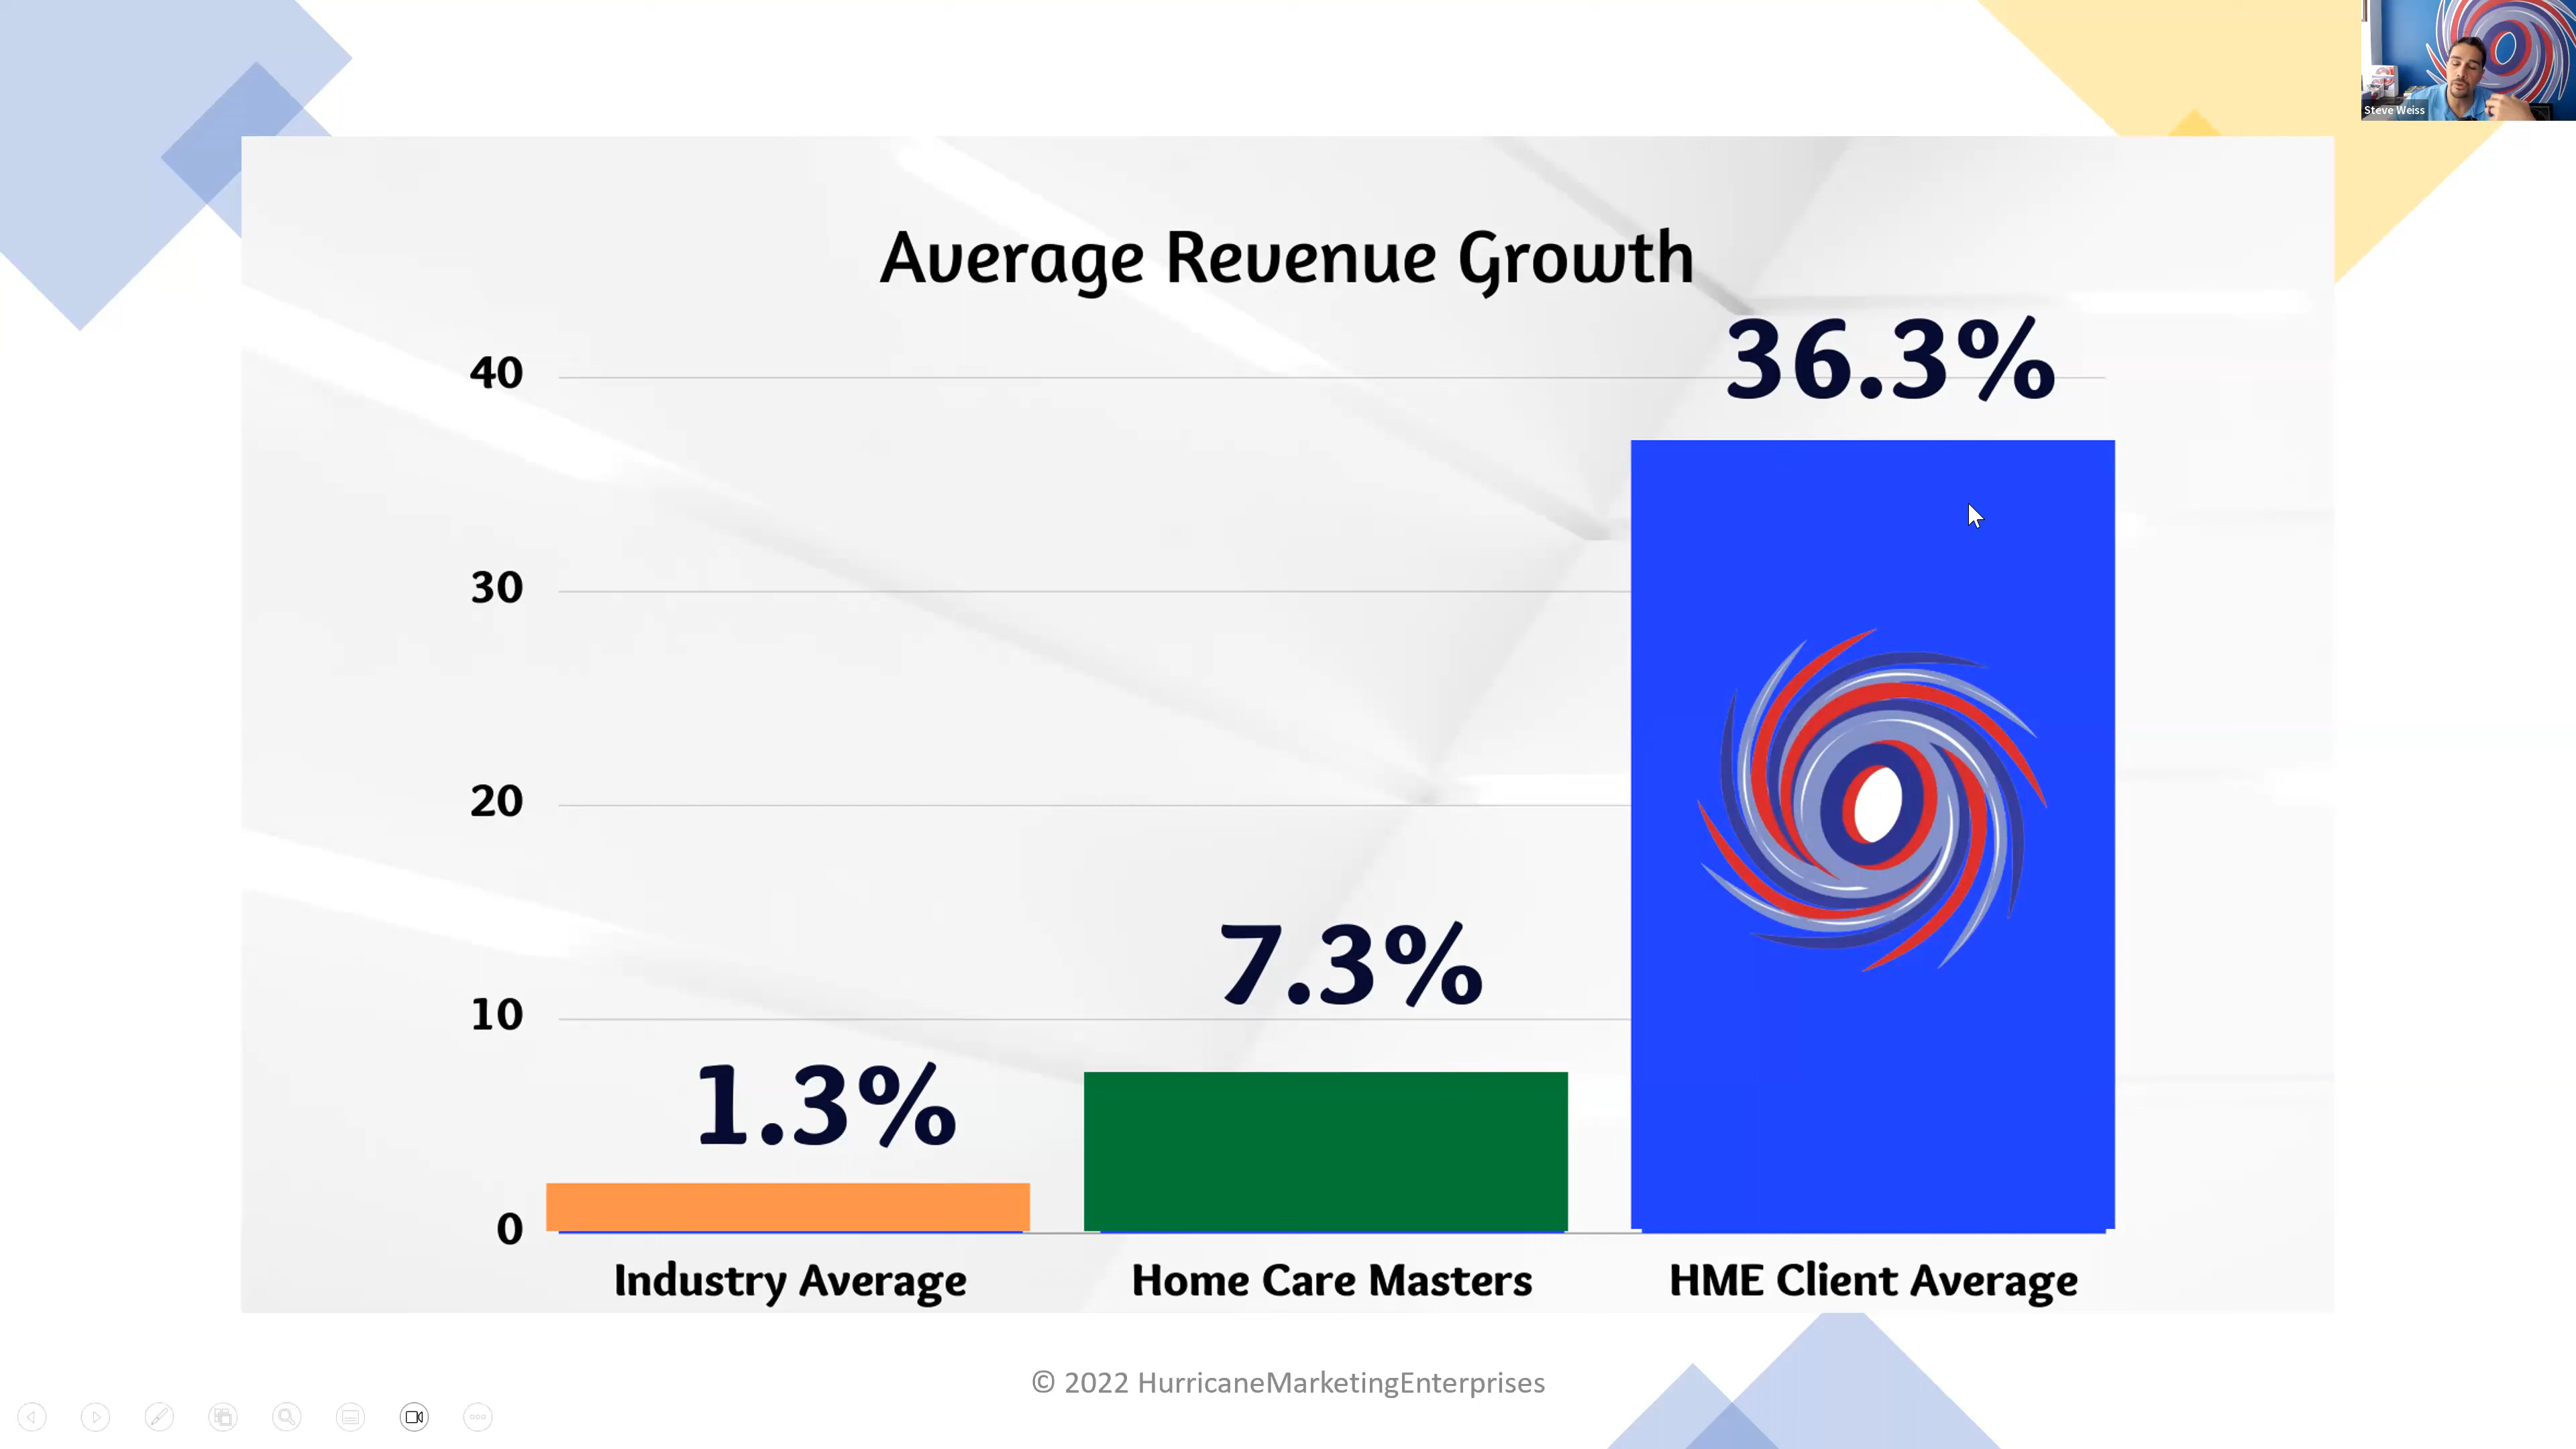 Steve Weiss
Average Revenue Growth
36.3%
40
30
20
7.3%
10
1.3%
0
Industry Average
Home Care Masters
HME Client Average
© 2022 HurricaneMarketingEnterprises